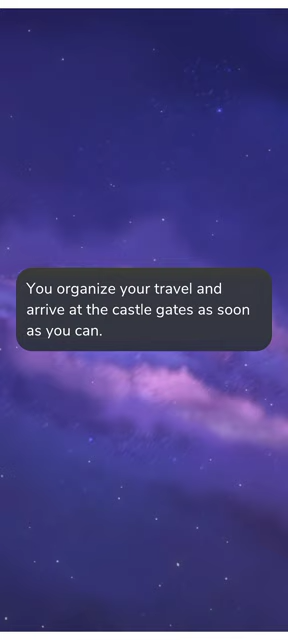 You organize your travel and
arrive at the castle gates as soon
as you can.